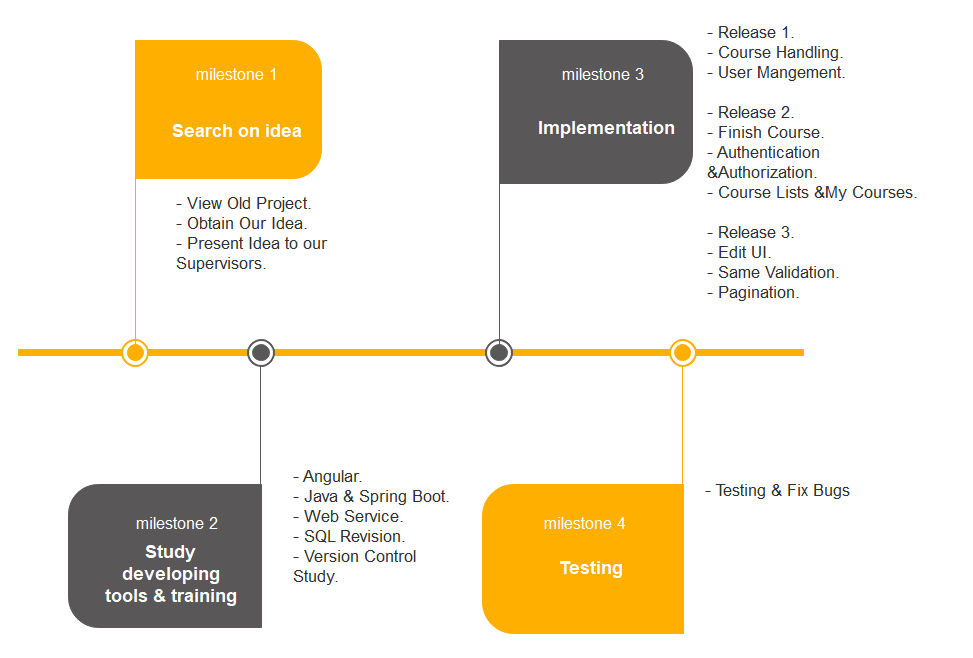 milestone 1
Search on idea
- View Old Project.
- Obtain Our Idea.
- Present Idea to our
Supervisors.
milestone 2
Study
developing
tools & training
- Angular.
- Java & Spring Boot.
- Web Service.
- SQL Revision.
- Version Control
Study.
milestone 3
Implementation
- Release 1.
- Course Handling.
- User Mangement.
- Release 2.
- Finish Course.
- Authentication
&Authorization.
- Course Lists &My Courses.
- Release 3.
- Edit UI.
- Same Validation.
- Pagination.
milestone 4
Testing
- Testing & Fix Bugs